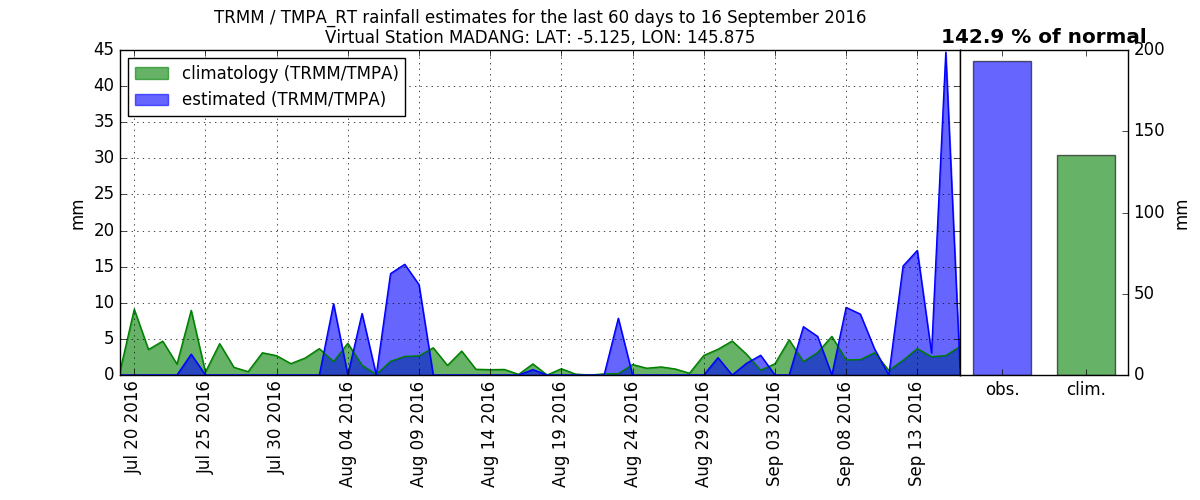 TRMM / TMPA_RT rainfall estimates for the last 60 days to 16 September 2016
Virtual Station MADANG: LAT: -5.125, LON: 145.875
142.9 % of normal
climatology (TRMM/TMPA)
estimated (TRMM/TMPA)
45
40
35
30
25
20
15
10
5
0
mm
Jul 20 2016
Jul 25 2016
Jul 30 2016
Aug 04 2016
Aug 09 2016
Aug 14 2016
Aug 19 2016
Aug 24 2016
Aug 29 2016
Sep 03 2016
Sep 08 2016
Sep 13 2016
obs.
clim.
200
150
100
50
0
mm